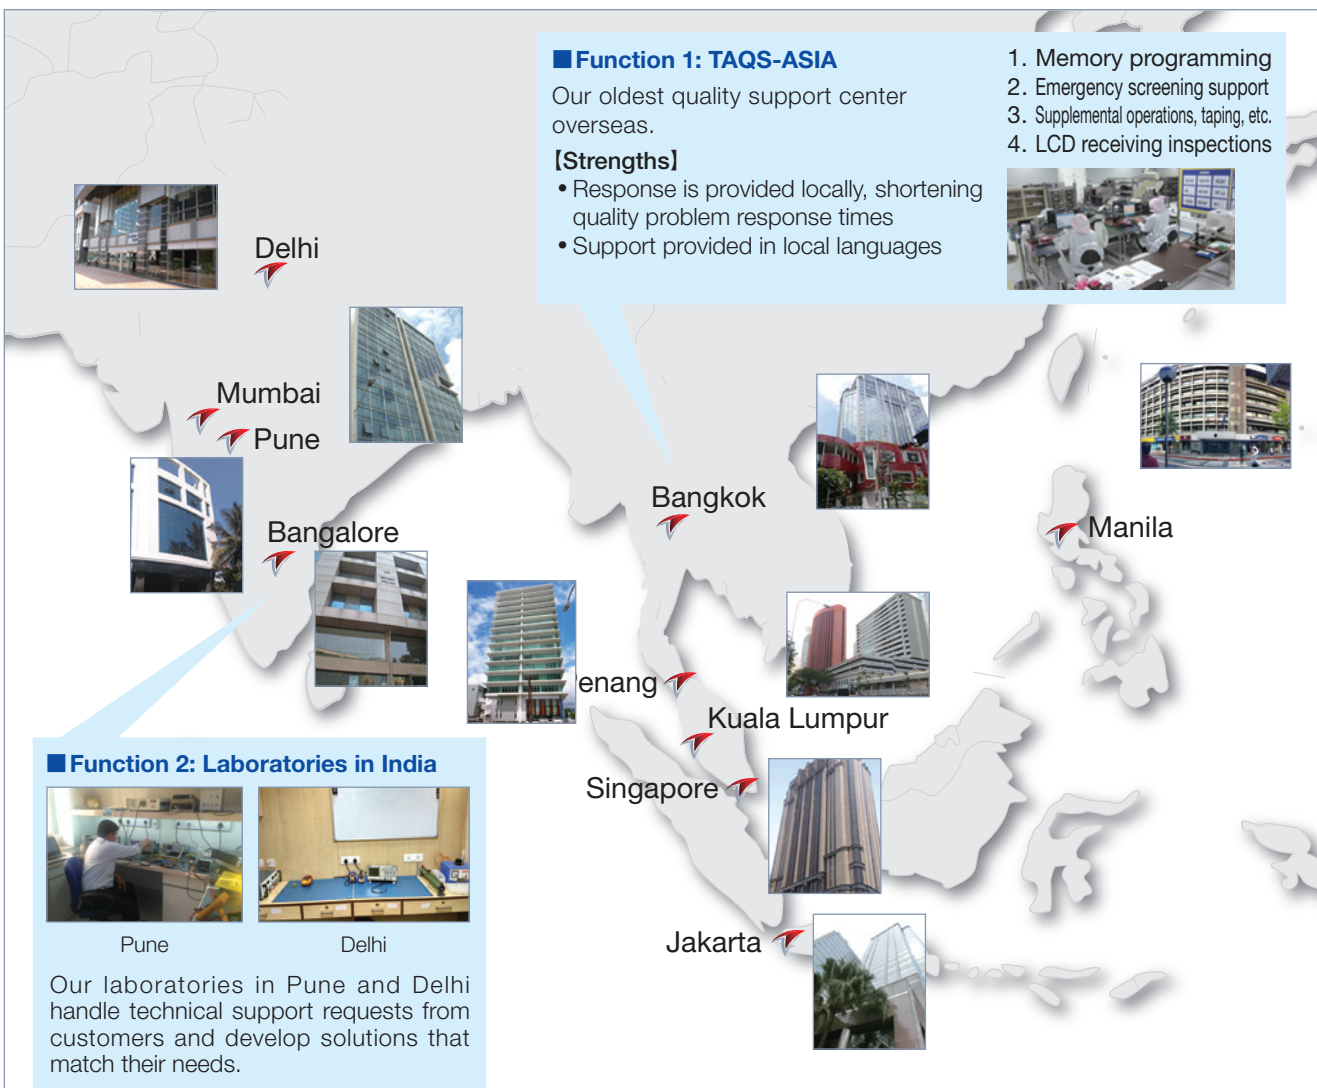 ■Function 1: TAQS-ASIA
Our oldest quality support center
overseas.
【Strengths】
• Response is provided locally, shortening
quality problem response times
• Support provided in local languages
1. Memory programming
2. Emergency screening support
3. Supplemental operations, taping, etc.
4. LCD receiving inspections
Delhi
Mumbai
Pune
Bangalore
Bangkok
Manila
enang
Kuala Lumpur
Singapore
Jakarta
■Function 2: Laboratories in India
Pune
Delhi
Our laboratories in Pune and Delhi
handle technical support requests from
customers and develop solutions that
match their needs.